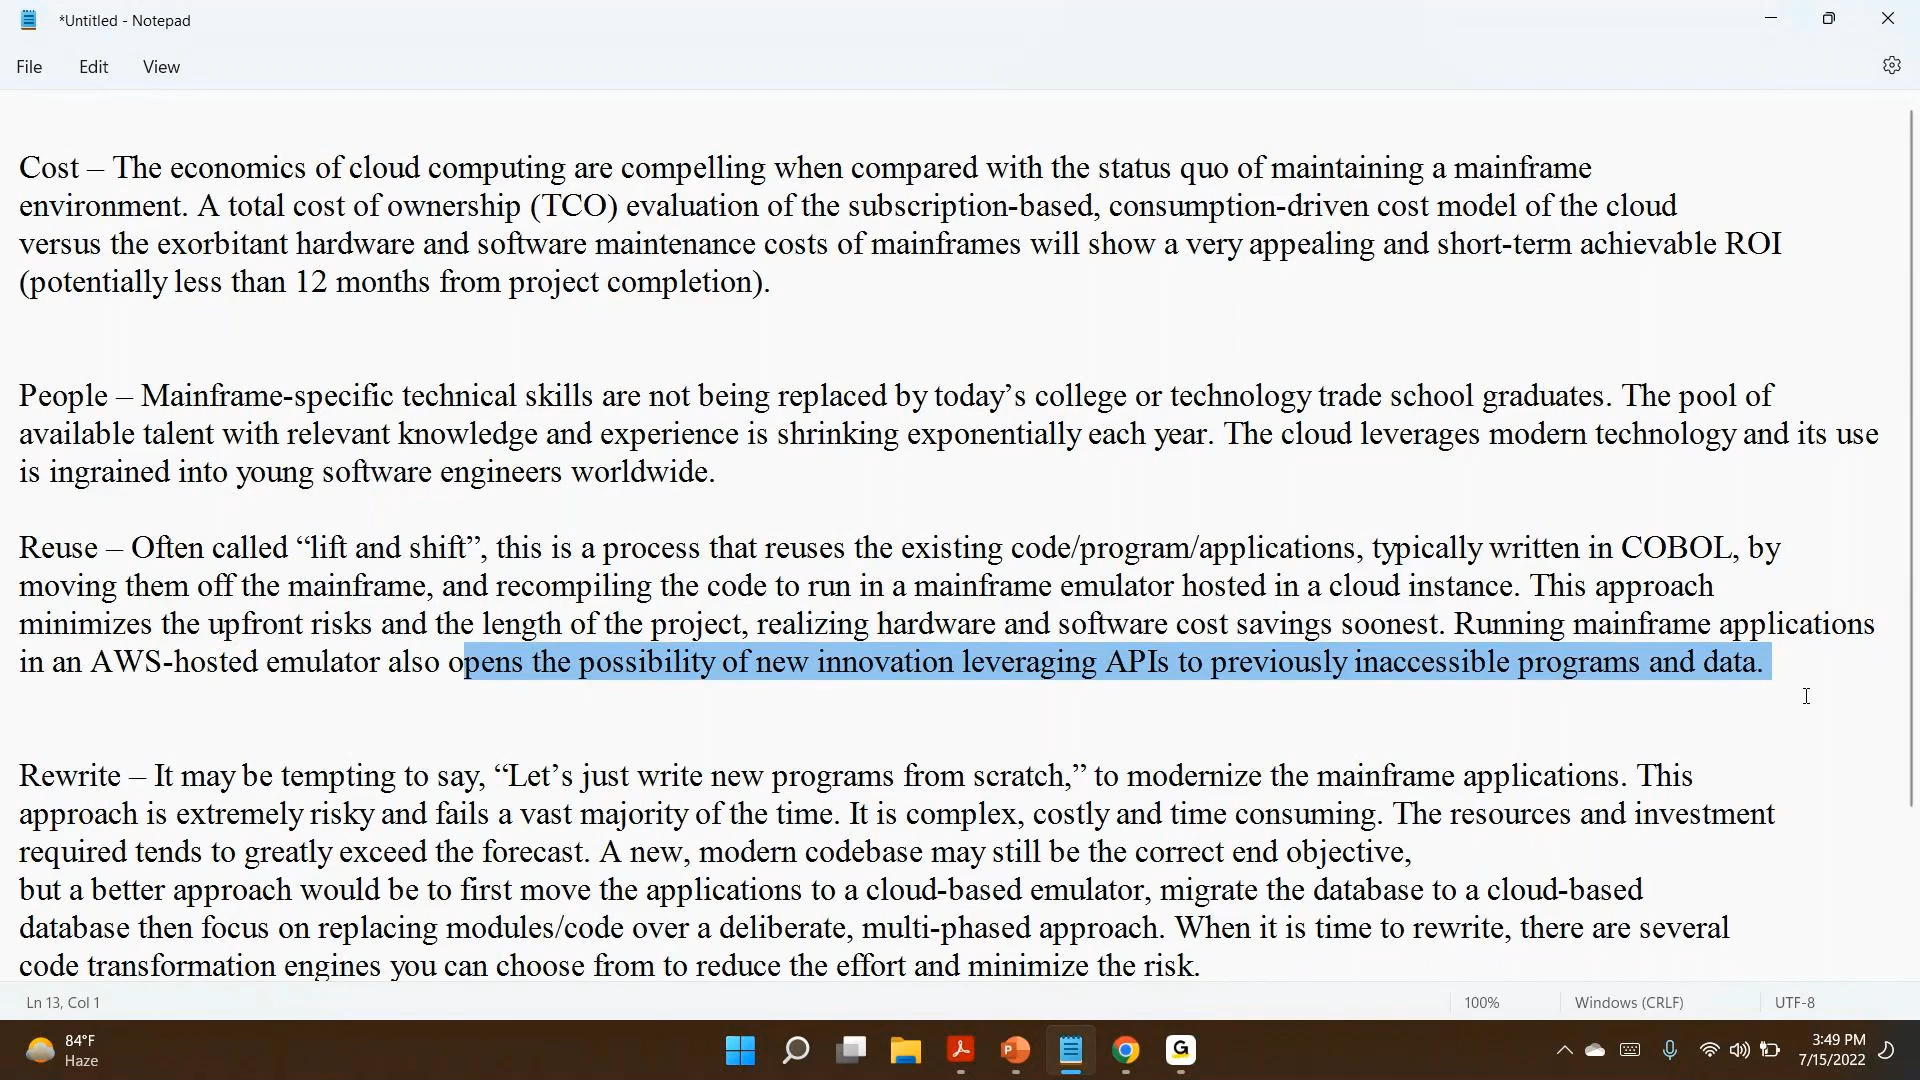 *Untitled - Notepad
File Edit View
Cost – The economics of cloud computing are compelling when compared with the status quo of maintaining a mainframe
environment. A total cost of ownership (TCO) evaluation of the subscription-based, consumption-driven cost model of the cloud
versus the exorbitant hardware and software maintenance costs of mainframes will show a very appealing and short-term achievable ROI
(potentially less than 12 months from project completion).
People – Mainframe-specific technical skills are not being replaced by today’s college or technology trade school graduates. The pool of
available talent with relevant knowledge and experience is shrinking exponentially each year. The cloud leverages modern technology and its use
is ingrained into young software engineers worldwide.
Reuse – Often called “lift and shift”, this is a process that reuses the existing code/program/applications, typically written in COBOL, by
moving them off the mainframe, and recompiling the code to run in a mainframe emulator hosted in a cloud instance. This approach
minimizes the upfront risks and the length of the project, realizing hardware and software cost savings soonest. Running mainframe applications
in an AWS-hosted emulator also opens the possibility of new innovation leveraging APIs to previously inaccessible programs and data.
Rewrite – It may be tempting to say, “Let’s just write new programs from scratch,” to modernize the mainframe applications. This
approach is extremely risky and fails a vast majority of the time. It is complex, costly and time consuming. The resources and investment
required tends to greatly exceed the forecast. A new, modern codebase may still be the correct end objective,
but a better approach would be to first move the applications to a cloud-based emulator, migrate the database to a cloud-based
database then focus on replacing modules/code over a deliberate, multi-phased approach. When it is time to rewrite, there are several
code transformation engines you can choose from to reduce the effort and minimize the risk.
Ln 13, Col 1 100% Windows (CRLF) UTF-8
84°F
Haze
P
G
3:49 PM
7/15/2022